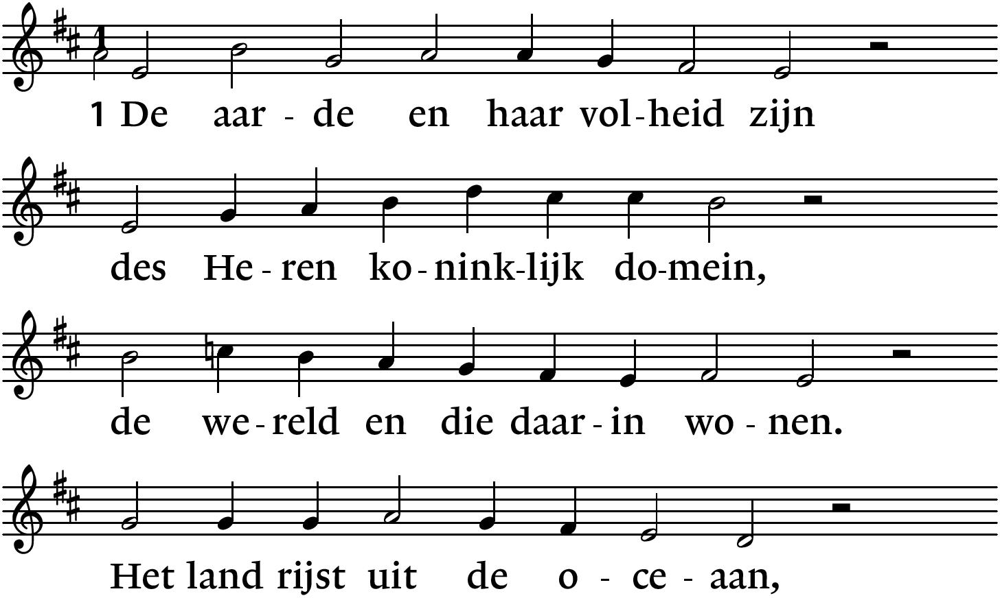 1 De aar - de en haar vol - heid zijn
des He - ren ko - nink - lijk do - mein,
de we - reld en die daar - in wo - nen.
Het land rijst uit de o - ce - aan,